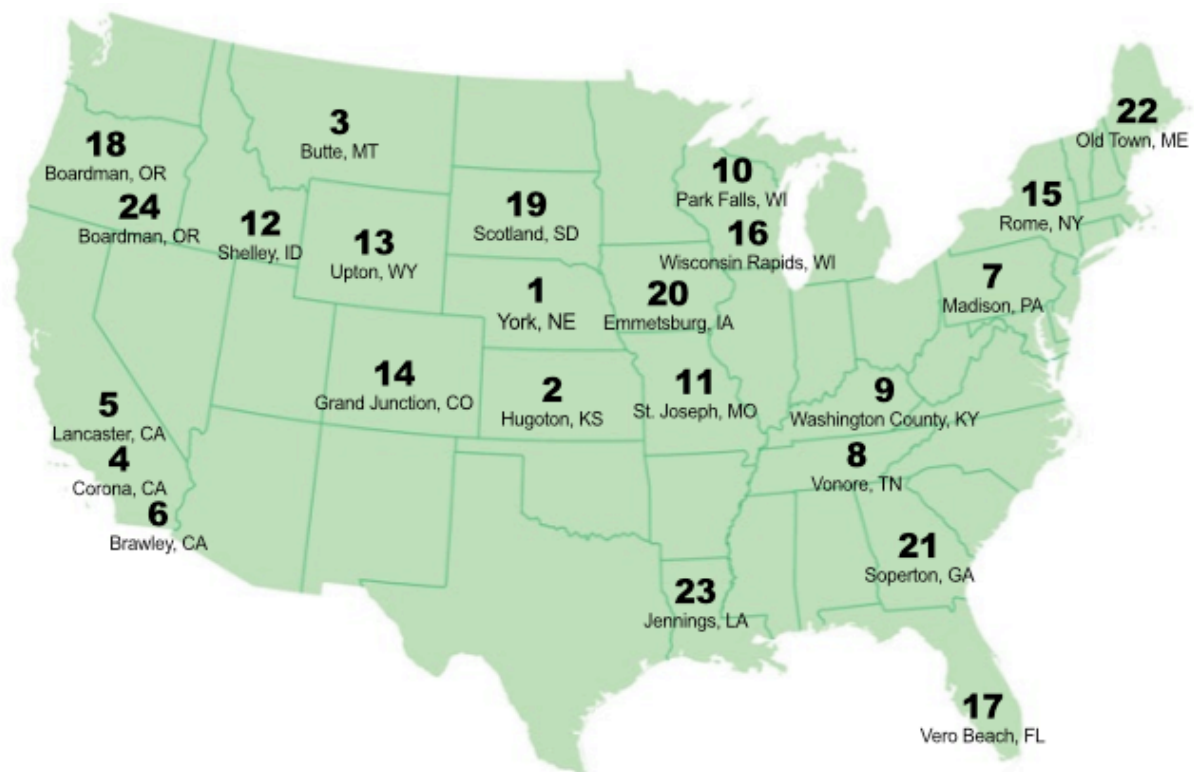 22
Old Town, ME
3
Butte, MT
18
Boardman, OR
10
Park Falls, WI
15
Rome, NY
24
Boardman, OR
12
Shelley, ID
19
Scotland, SD
13
Upton, WY
16
Wisconsin Rapids, WI
7
Madison, PA
1
York, NE
20
Emmetsburg, IA
14
Grand Junction, CO
2
Hugoton, KS
11
St. Joseph, MO
9
Washington County, KY
5
Lancaster, CA
4
Corona, CA
6
Brawley, CA
8
Vonore, TN
21
Soperton, GA
23
Jennings, LA
17
Vero Beach, FL